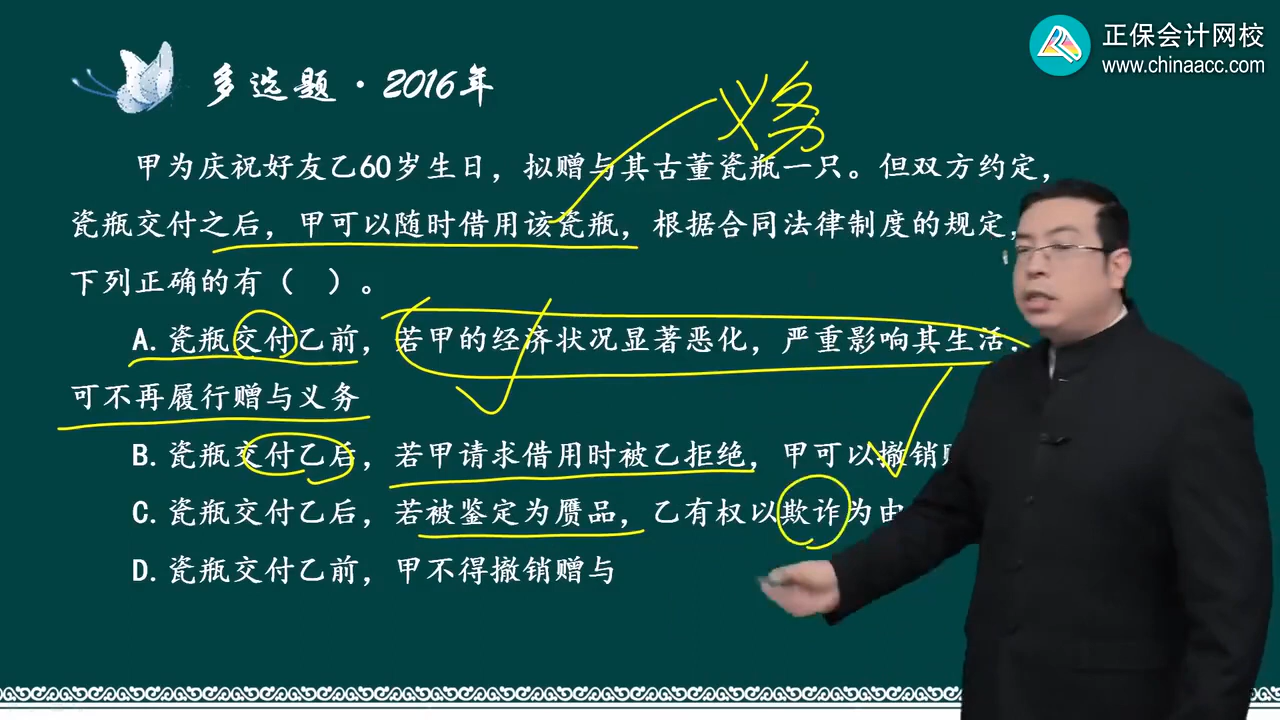 正保会计网校
www.chinaacc.com
多选题·2016年
义务
甲为庆祝好友乙60岁生日，拟赠与其古董瓷瓶一只。但双方约定，
瓷瓶交付之后，甲可以随时借用该瓷瓶，根据合同法律制度的规定，
下列正确的有（ ）。
A.瓷瓶交付乙前，若甲的经济状况显著恶化，严重影响其生活，
可不再履行赠与义务
B.瓷瓶交付乙后，若甲请求借用时被乙拒绝，甲可以撤销
C.瓷瓶交付乙后，若被鉴定为赝品，乙有权以欺诈为由
D.瓷瓶交付乙前，甲不得撤销赠与